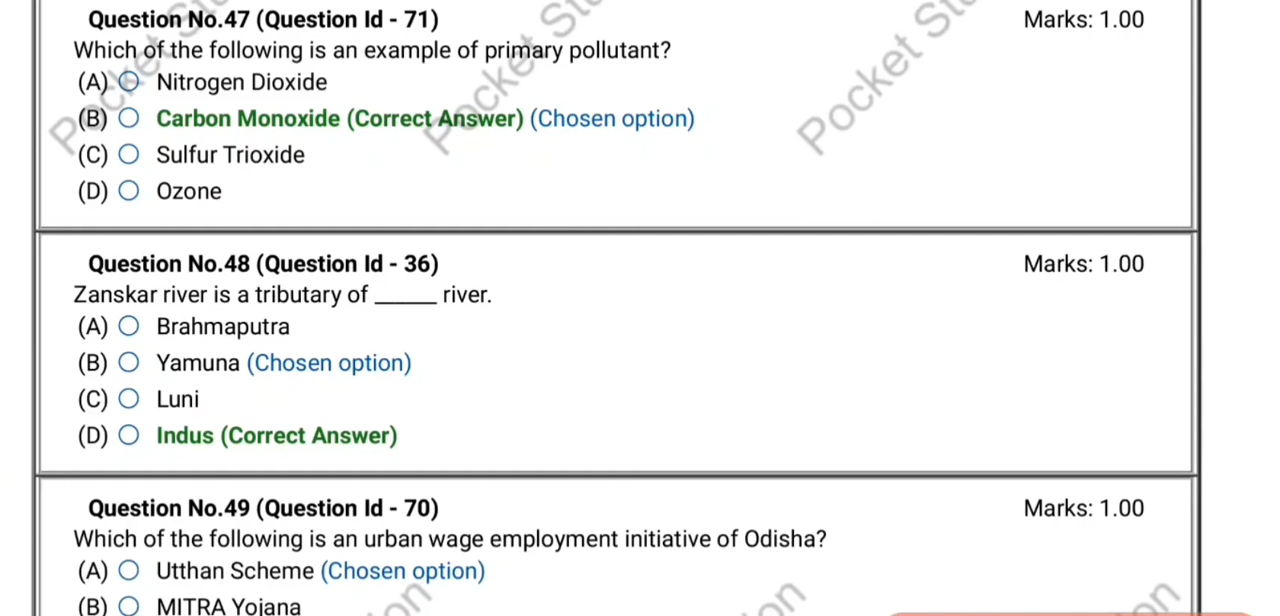 Question No.47 (Question Id - 71) Marks: 1.00
Which of the following is an example of primary pollutant?
(A) Nitrogen Dioxide
(B) Carbon Monoxide (Correct Answer) (Chosen option)
(C) Sulfur Trioxide
(D) Ozone
Question No.48 (Question Id - 36) Marks: 1.00
Zanskar river is a tributary of _____ river.
(A) Brahmaputra
(B) Yamuna (Chosen option)
(C) Luni
(D) Indus (Correct Answer)
Question No.49 (Question Id - 70) Marks: 1.00
Which of the following is an urban wage employment initiative of Odisha?
(A) Utthan Scheme (Chosen option)
(B) MITRA Yojana
Pocket
Pocket
Pocket